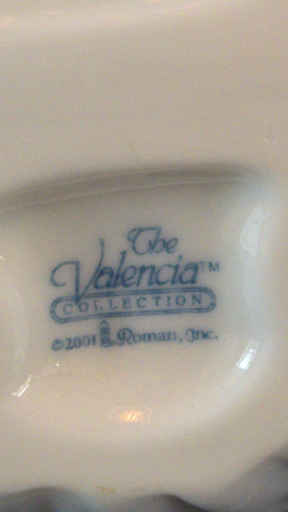 The
Valencia™
COLLECTION
©2001 Roman, Inc.